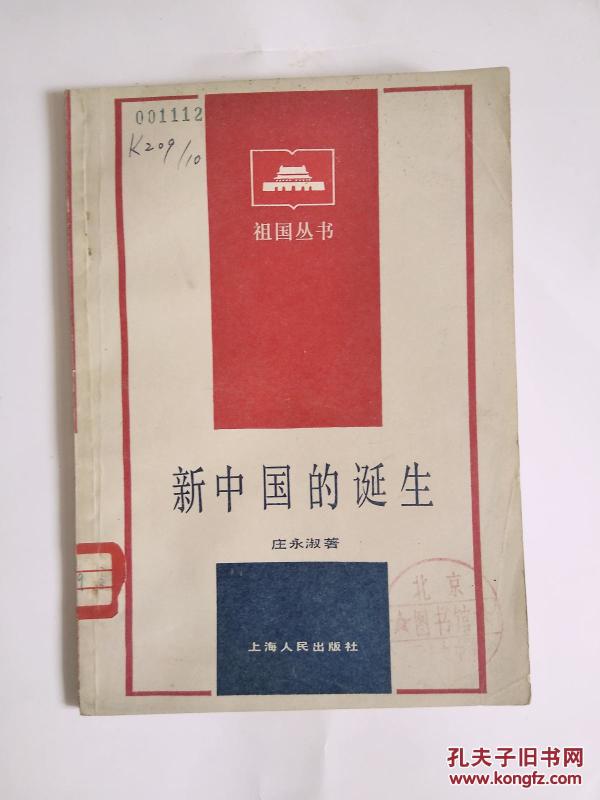 001112
K209/10
祖国丛书
新中国的诞生
庄永淑著
上海人民出版社
北京
图书馆
孔夫子旧书网
www.kongfz.com